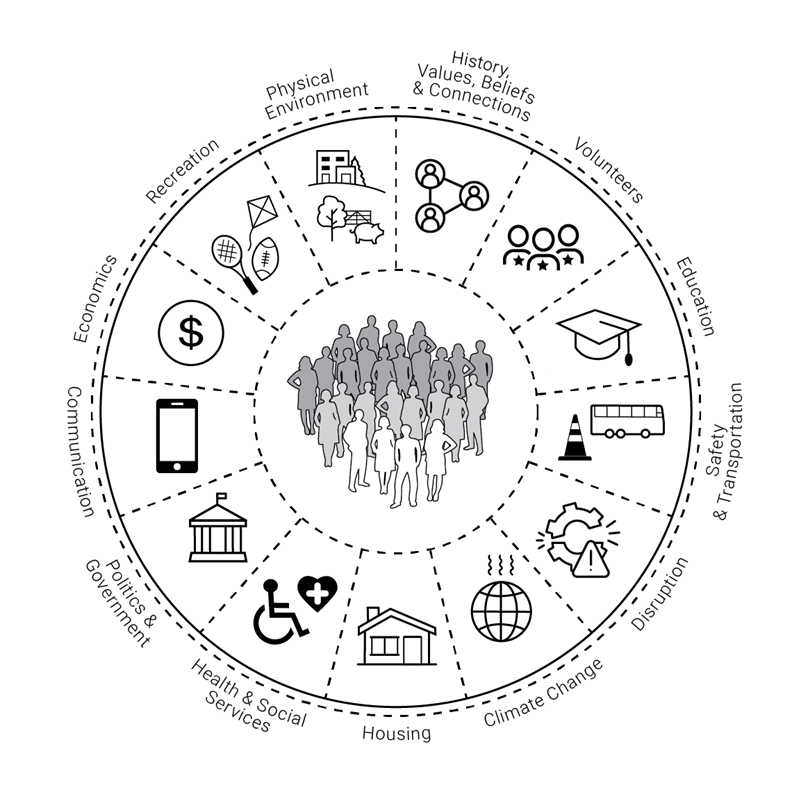 History,
Values, Beliefs
& Connections
Volunteers
Education
Safety
& Transportation
Disruption
Climate Change
Housing
Health & Social
Services
Politics &
Government
Communication
Economics
$
Recreation
Physical
Environment